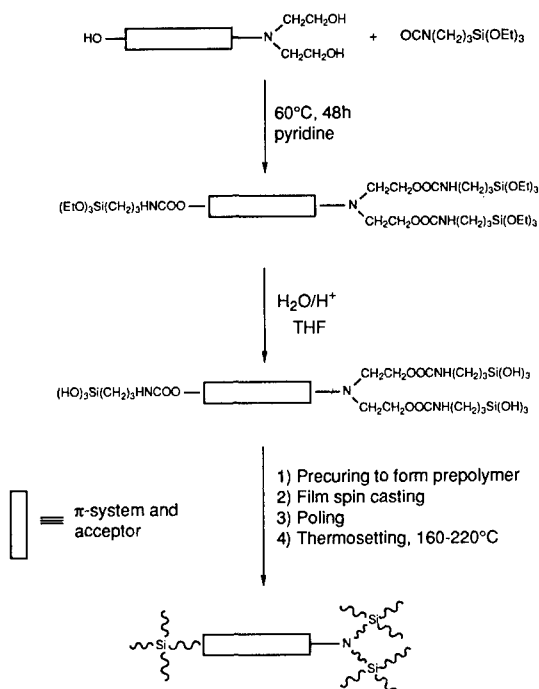 CH₂CH₂OH
HO
N
+ OCN(CH₂)₃Si(OEt)₃
CH₂CH₂OH
60°C, 48h
pyridine
CH₂CH₂OOCNH(CH₂)₃Si(OEt)₃
(EtO)₃Si(CH₂)₃HNCOO
N
CH₂CH₂OOCNH(CH₂)₃Si(OEt)₃
H₂O/H⁺
THF
CH₂CH₂OOCNH(CH₂)₃Si(OH)₃
(HO)₃Si(CH₂)₃HNCOO
N
CH₂CH₂OOCNH(CH₂)₃Si(OH)₃
1) Precuring to form prepolymer
2) Film spin casting
3) Poling
4) Thermosetting, 160-220°C
π-system and
acceptor
Si
Si
N
Si